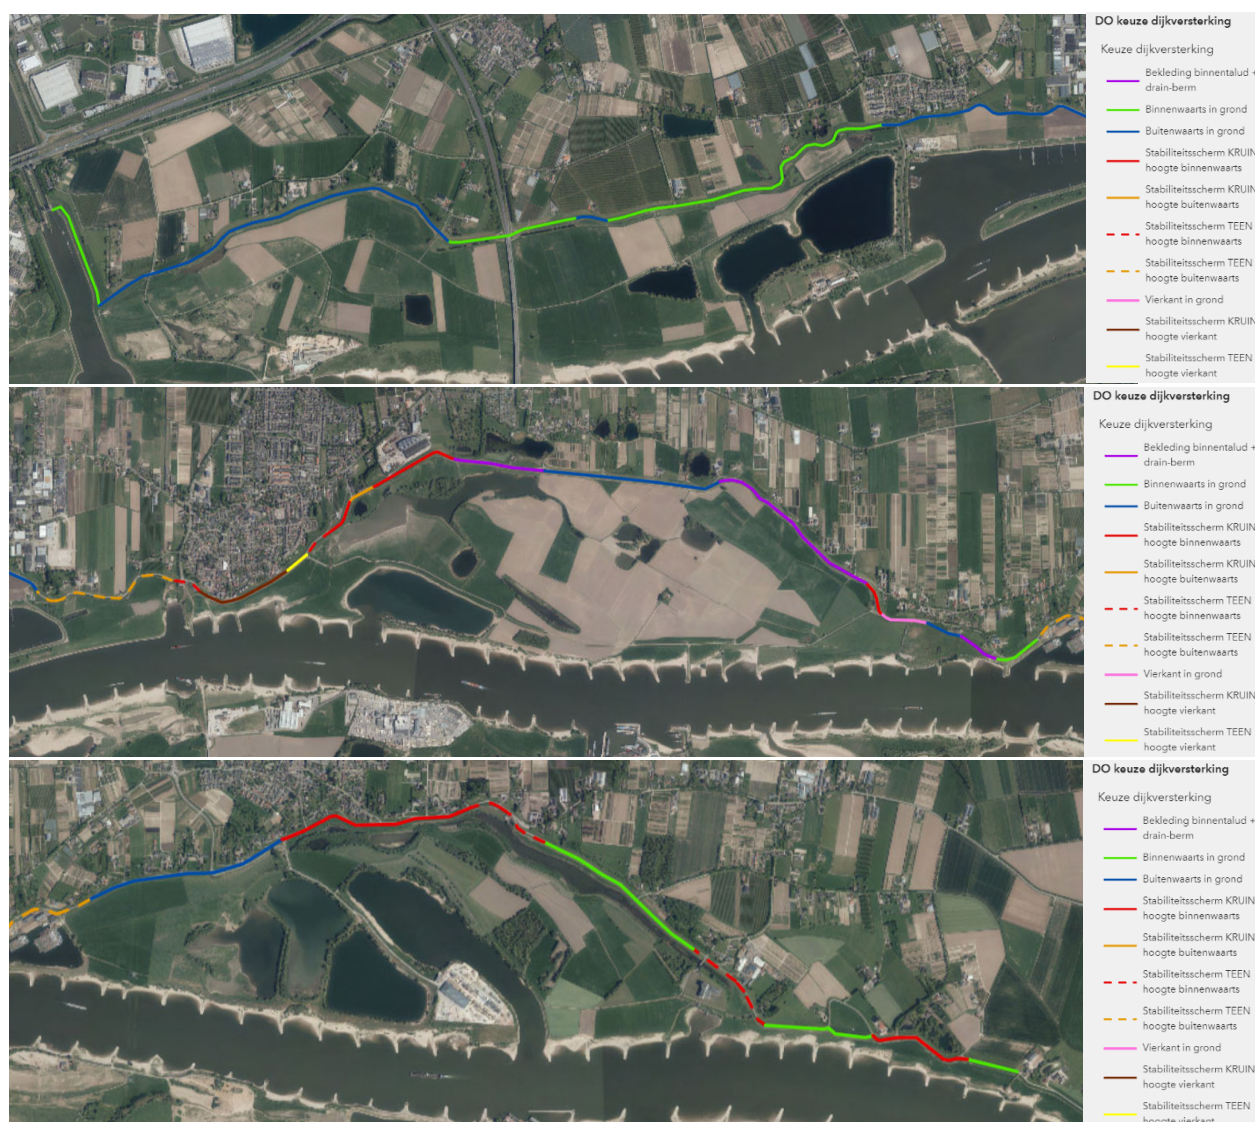 DO keuze dijkversterking
Keuze dijkversterking
Bekleding binnentalud +
drain-berm
Binnenwaarts in grond
Buitenwaarts in grond
Stabiliteitsscherm KRUIN
hoogte binnenwaarts
Stabiliteitsscherm KRUIN
hoogte buitenwaarts
Stabiliteitsscherm TEEN
hoogte binnenwaarts
Stabiliteitsscherm TEEN
hoogte buitenwaarts
Vierkant in grond
Stabiliteitsscherm KRUIN
hoogte vierkant
Stabiliteitsscherm TEEN
hoogte vierkant
DO keuze dijkversterking
Keuze dijkversterking
Bekleding binnentalud +
drain-berm
Binnenwaarts in grond
Buitenwaarts in grond
Stabiliteitsscherm KRUIN
hoogte binnenwaarts
Stabiliteitsscherm KRUIN
hoogte buitenwaarts
Stabiliteitsscherm TEEN
hoogte binnenwaarts
Stabiliteitsscherm TEEN
hoogte buitenwaarts
Vierkant in grond
Stabiliteitsscherm KRUIN
hoogte vierkant
Stabiliteitsscherm TEEN
hoogte vierkant
DO keuze dijkversterking
Keuze dijkversterking
Bekleding binnentalud +
drain-berm
Binnenwaarts in grond
Buitenwaarts in grond
Stabiliteitsscherm KRUIN
hoogte binnenwaarts
Stabiliteitsscherm KRUIN
hoogte buitenwaarts
Stabiliteitsscherm TEEN
hoogte binnenwaarts
Stabiliteitsscherm TEEN
hoogte buitenwaarts
Vierkant in grond
Stabiliteitsscherm KRUIN
hoogte vierkant
Stabiliteitsscherm TEEN
hoogte vierkant